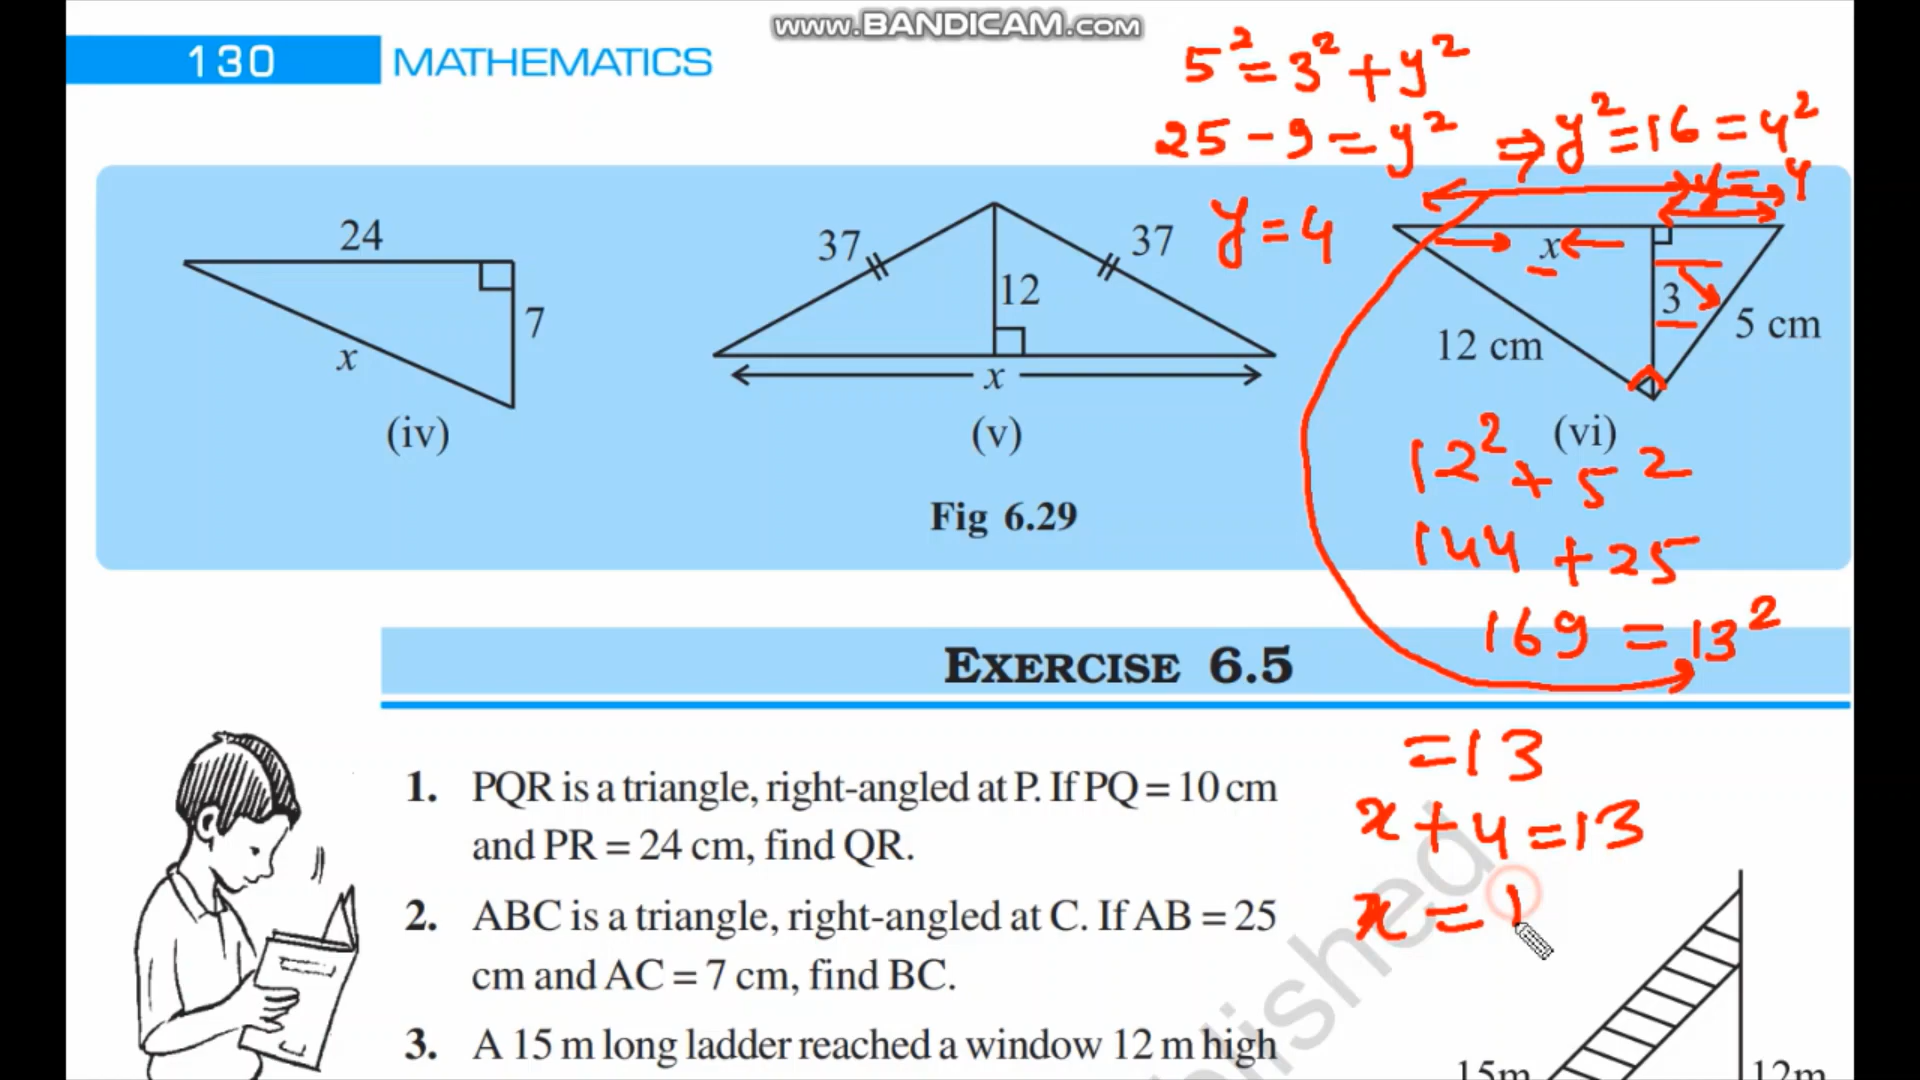 www.BANDICAM.com
130 MATHEMATICS
5² = 3² + y²
25 - 9 = y² ⇒ y² = 16 = 4²
y = 4
y = 4
24
7
x
(iv)
37
37
12
x
(v)
x
3
12 cm
5 cm
(vi)
Fig 6.29
12² + 5²
144 + 25
169 = 13²
EXERCISE 6.5
= 13
x + 4 = 13
x = 1
1. PQR is a triangle, right-angled at P. If PQ = 10 cm
and PR = 24 cm, find QR.
2. ABC is a triangle, right-angled at C. If AB = 25
cm and AC = 7 cm, find BC.
3. A 15 m long ladder reached a window 12 m high
15m
12m